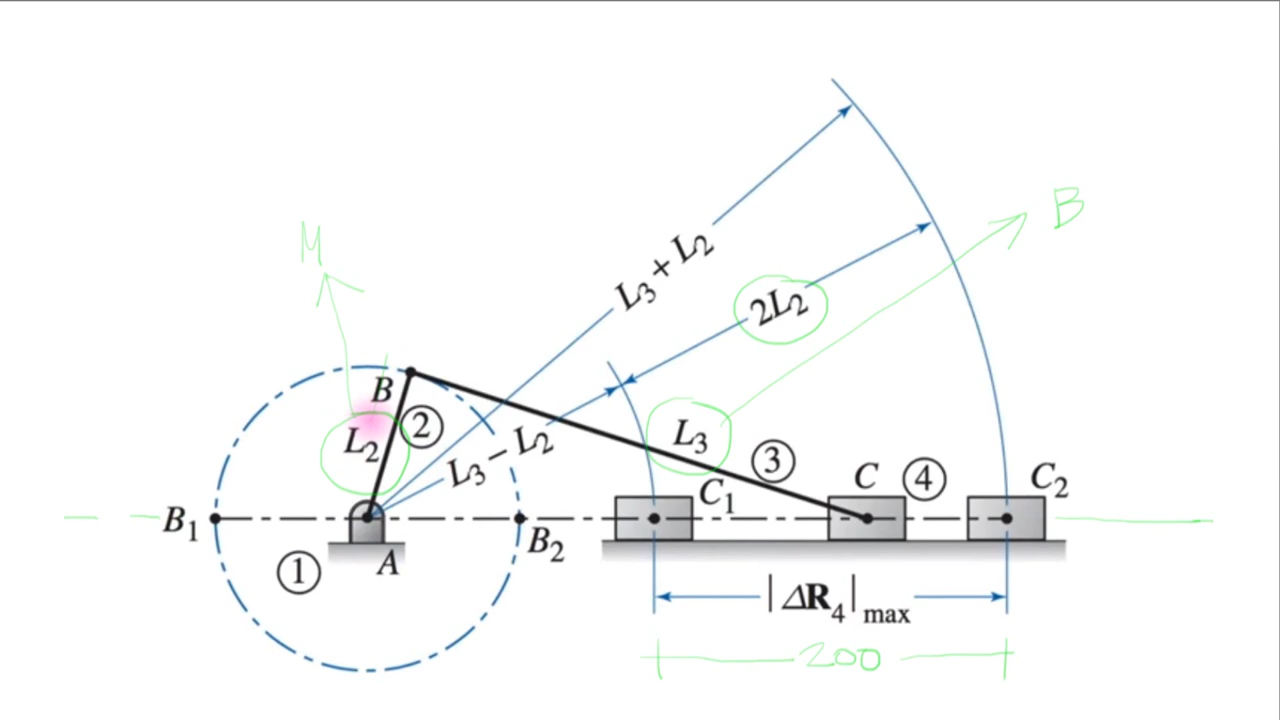 M
B
L₃ + L₂
2L₂
B
L₂
②
L₃ − L₂
L₃
③
C
④
C₁
C₂
B₁
B₂
①
A
|ΔR₄|max
200